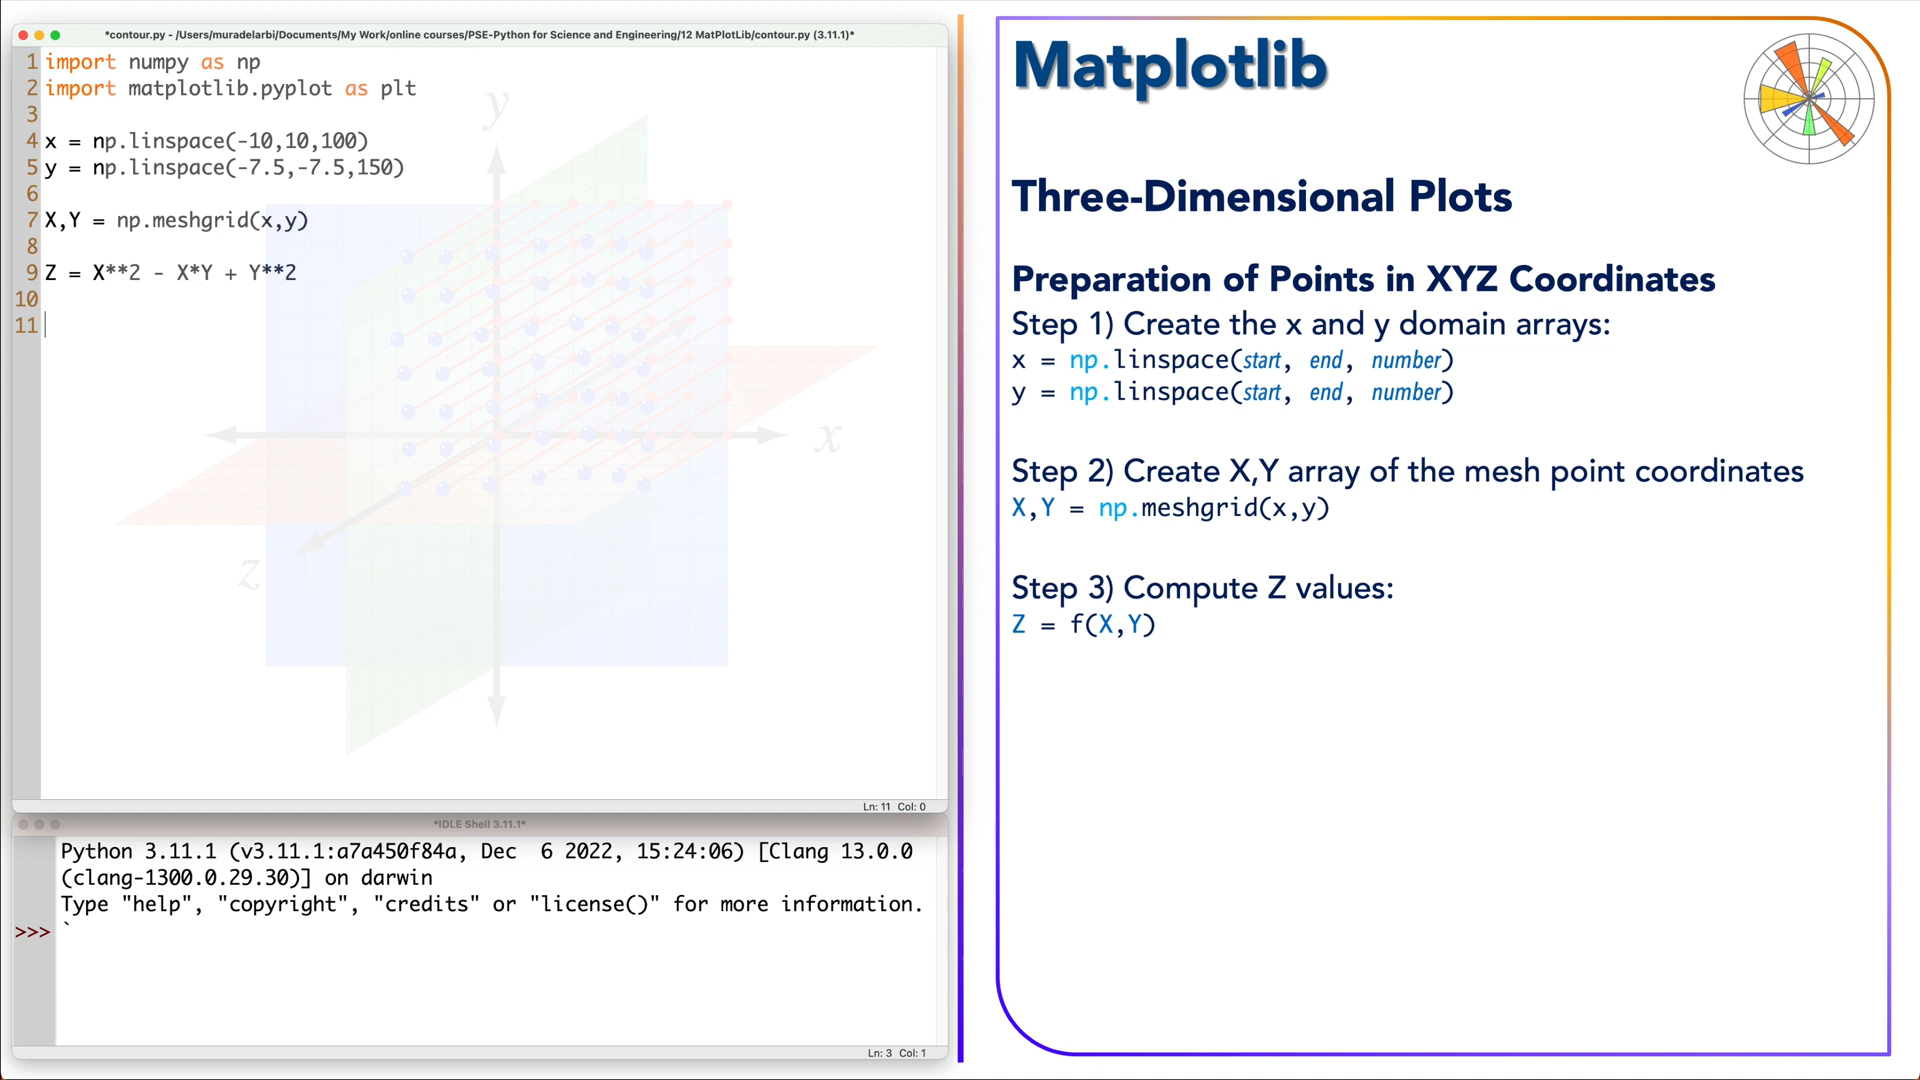 *contour.py - /Users/muradelarbi/Documents/My Work/online courses/PSE-Python for Science and Engineering/12 MatPlotLib/contour.py (3.11.1)*
1 import numpy as np
2 import matplotlib.pyplot as plt
3
4 x = np.linspace(-10,10,100)
5 y = np.linspace(-7.5,-7.5,150)
6
7 X,Y = np.meshgrid(x,y)
8
9 Z = X**2 - X*Y + Y**2
10
11
y
x
z
Ln: 11 Col: 0
*IDLE Shell 3.11.1*
Python 3.11.1 (v3.11.1:a7a450f84a, Dec  6 2022, 15:24:06) [Clang 13.0.0
(clang-1300.0.29.30)] on darwin
Type "help", "copyright", "credits" or "license()" for more information.
>>> `
Ln: 3 Col: 1
Matplotlib
Three-Dimensional Plots
Preparation of Points in XYZ Coordinates
Step 1) Create the x and y domain arrays:
x = np.linspace(start, end, number)
y = np.linspace(start, end, number)
Step 2) Create X,Y array of the mesh point coordinates
X,Y = np.meshgrid(x,y)
Step 3) Compute Z values:
Z = f(X,Y)